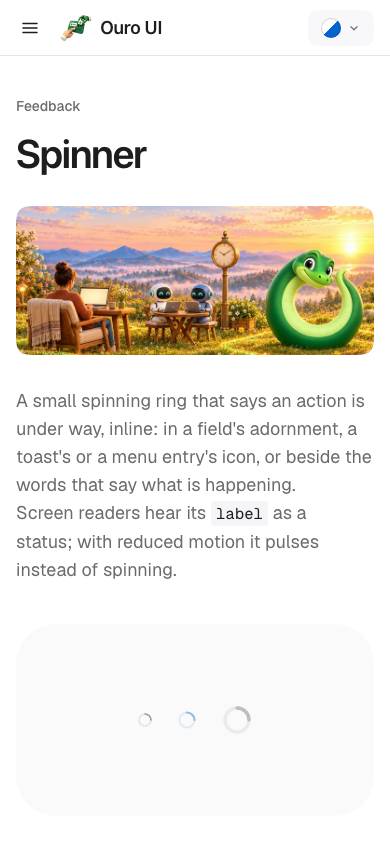 Ouro UI
Feedback
Spinner
A small spinning ring that says an action is
under way, inline: in a field's adornment, a
toast's or a menu entry's icon, or beside the
words that say what is happening.
Screen readers hear its label as a
status; with reduced motion it pulses
instead of spinning.